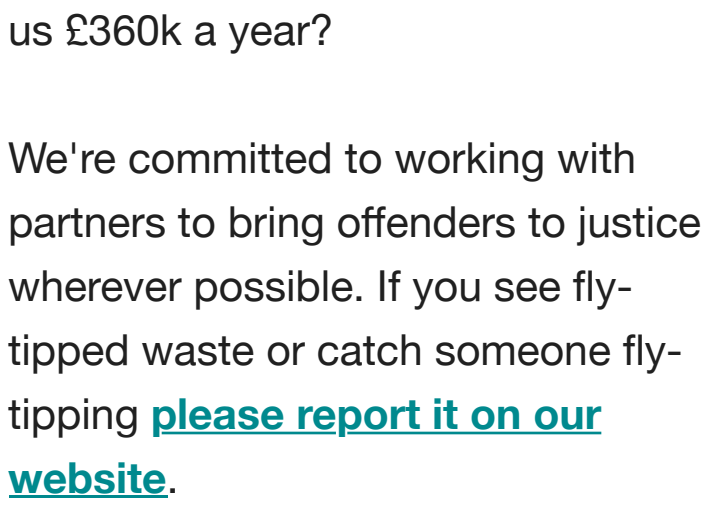 us £360k a year?
We're committed to working with
partners to bring offenders to justice
wherever possible. If you see fly-
tipped waste or catch someone fly-
tipping please report it on our
website.